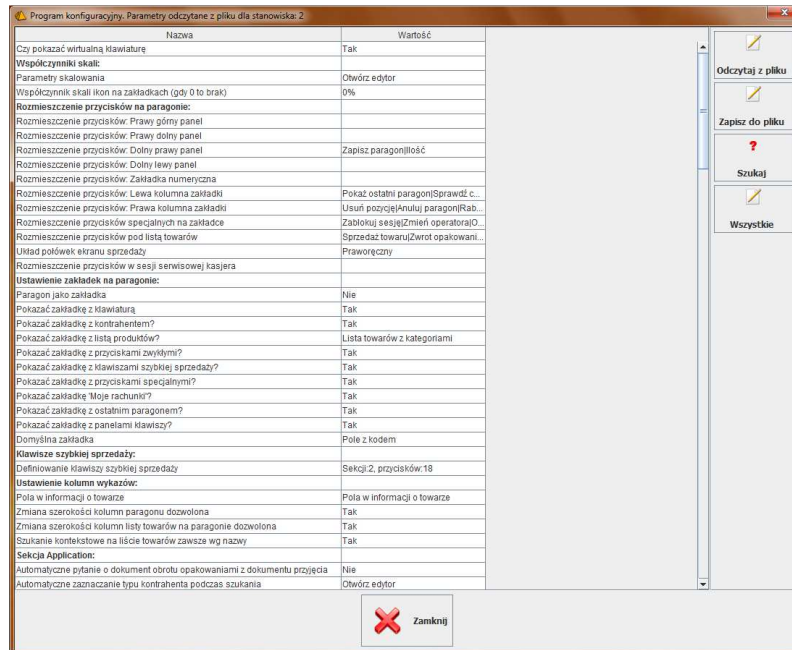 Program konfiguracyjny. Parametry odczytane z pliku dla stanowiska: 2
Nazwa Wartość
Czy pokazać wirtualną klawiaturę Tak
Współczynniki skali:
Parametry skalowania Otwórz edytor
Współczynnik skali ikon na zakładkach (gdy 0 to brak) 0%
Rozmieszczenie przycisków na paragonie:
Rozmieszczenie przycisków: Prawy górny panel
Rozmieszczenie przycisków: Prawy dolny panel
Rozmieszczenie przycisków: Dolny prawy panel Zapisz paragon|Ilość
Rozmieszczenie przycisków: Dolny lewy panel
Rozmieszczenie przycisków: Zakładka numeryczna
Rozmieszczenie przycisków: Lewa kolumna zakładki Pokaż ostatni paragon|Sprawdź c...
Rozmieszczenie przycisków: Prawa kolumna zakładki Usuń pozycję|Anuluj paragon|Rab...
Rozmieszczenie przycisków specjalnych na zakładce Zablokuj sesję|Zmień operatora|O...
Rozmieszczenie przycisków pod listą towarów Sprzedaż towaru|Zwrot opakowani...
Układ połówek ekranu sprzedaży Praworęczny
Rozmieszczenie przycisków w sesji serwisowej kasjera
Ustawienie zakładek na paragonie:
Paragon jako zakładka Nie
Pokazać zakładkę z klawiaturą Tak
Pokazać zakładkę z kontrahentem? Tak
Pokazać zakładkę z listą produktów? Lista towarów z kategoriami
Pokazać zakładkę z przyciskami zwykłymi? Tak
Pokazać zakładkę z klawiszami szybkiej sprzedaży? Tak
Pokazać zakładkę z przyciskami specjalnymi? Tak
Pokazać zakładkę 'Moje rachunki'? Tak
Pokazać zakładkę z ostatnim paragonem? Tak
Pokazać zakładkę z panelami klawiszy? Tak
Domyślna zakładka Pole z kodem
Klawisze szybkiej sprzedaży:
Definiowanie klawiszy szybkiej sprzedaży Sekcji:2, przycisków:18
Ustawienie kolumn wykazów:
Pola w informacji o towarze Pola w informacji o towarze
Zmiana szerokości kolumn paragonu dozwolona Tak
Zmiana szerokości kolumn listy towarów na paragonie dozwolona Tak
Szukanie kontekstowe na liście towarów zawsze wg nazwy Tak
Sekcja Application:
Automatyczne pytanie o dokument obrotu opakowaniami z dokumentu przyjęcia Nie
Automatyczne zaznaczanie typu kontrahenta podczas szukania Otwórz edytor
Odczytaj z pliku
Zapisz do pliku
Szukaj
Wszystkie
Zamknij